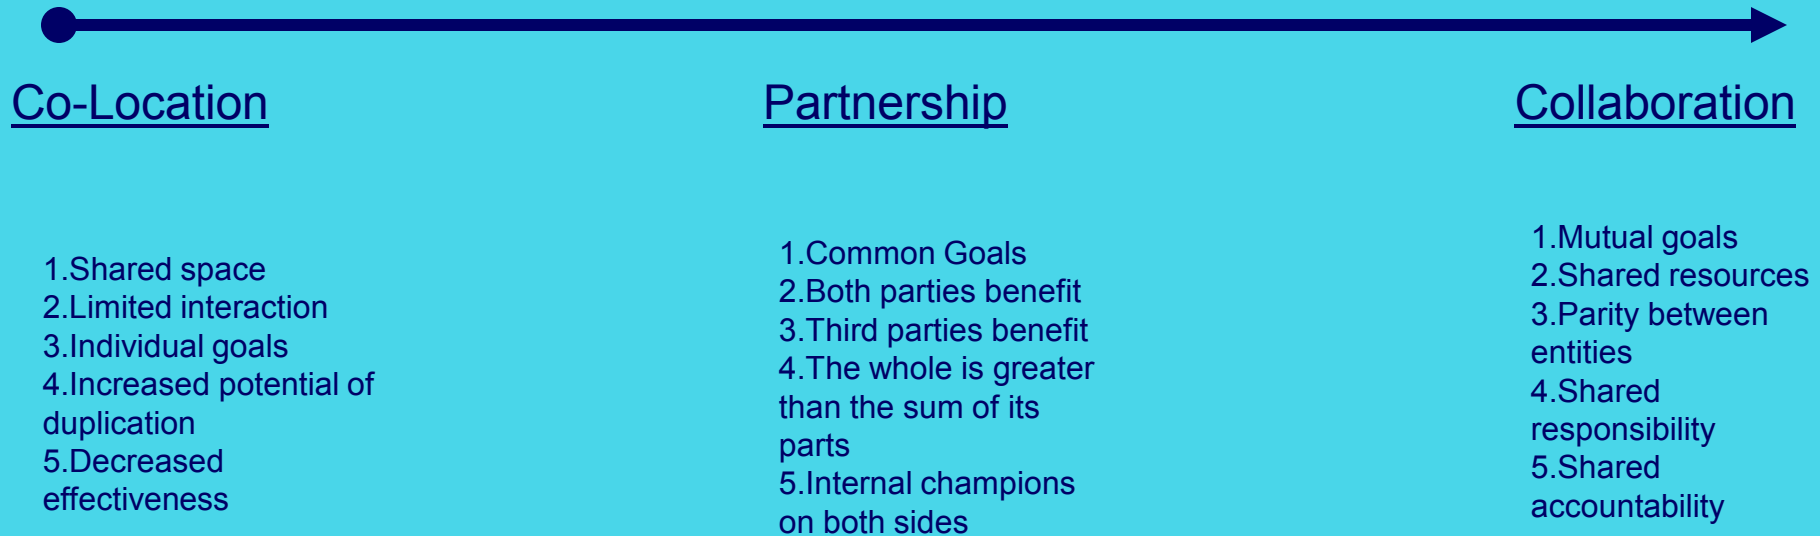 Co-Location
1.Shared space
2.Limited interaction
3.Individual goals
4.Increased potential of
duplication
5.Decreased
effectiveness
Partnership
1.Common Goals
2.Both parties benefit
3.Third parties benefit
4.The whole is greater
than the sum of its
parts
5.Internal champions
on both sides
Collaboration
1.Mutual goals
2.Shared resources
3.Parity between
entities
4.Shared
responsibility
5.Shared
accountability